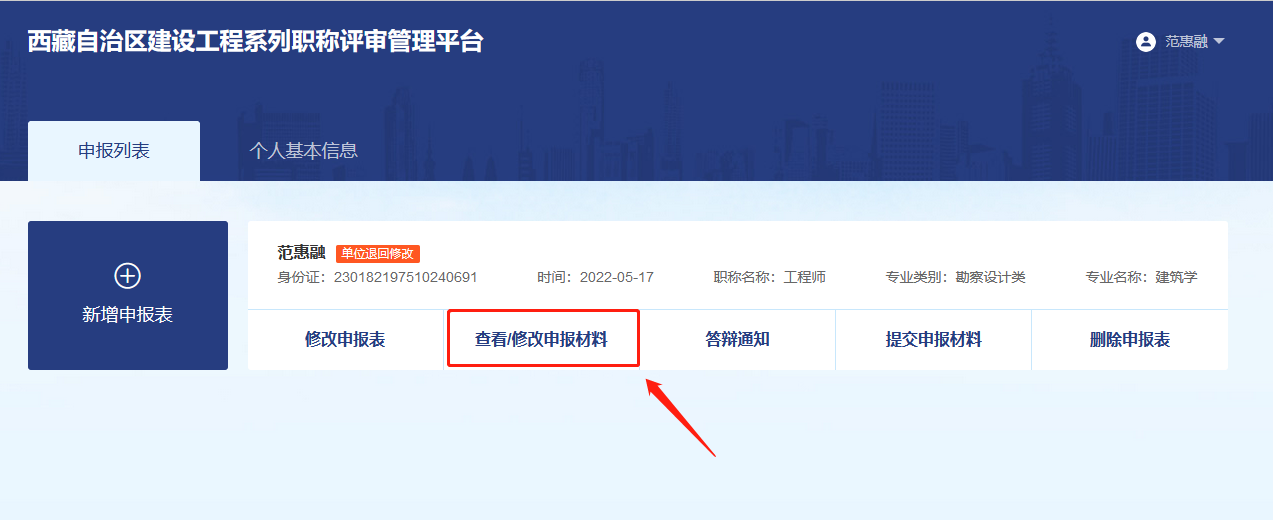 西藏自治区建设工程系列职称评审管理平台
范惠融
申报列表
个人基本信息
新增申报表
范惠融 单位退回修改
身份证：230182197510240691 时间：2022-05-17 职称名称：工程师 专业类别：勘察设计类 专业名称：建筑学
修改申报表 查看/修改申报材料 答辩通知 提交申报材料 删除申报表